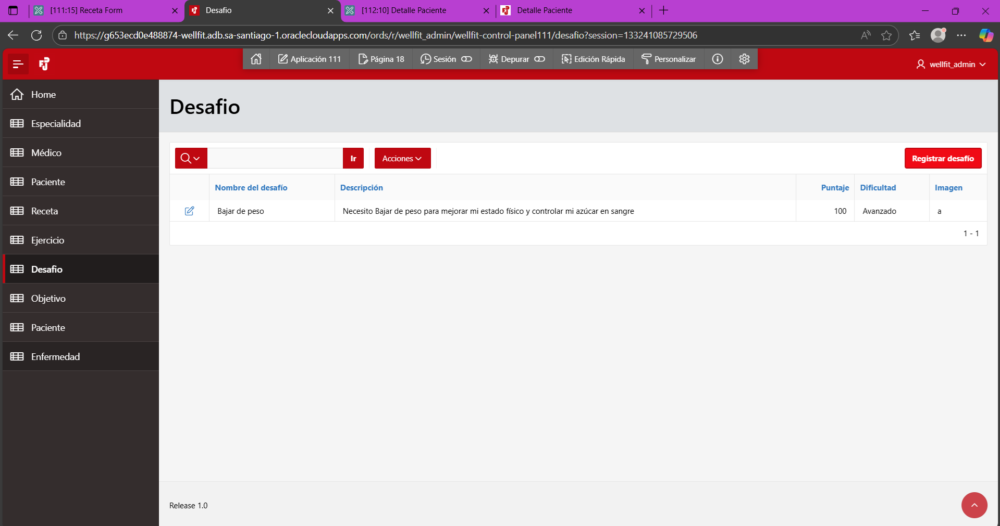 [111:15] Receta Form
Desafio
[112:10] Detalle Paciente
Detalle Paciente
https://g653ecd0e488874-wellfit.adb.sa-santiago-1.oraclecloudapps.com/ords/r/wellfit_admin/wellfit-control-panel111/desafio?session=133241085729506
Aplicación 111
Página 18
Sesión
Depurar
Edición Rápida
Personalizar
wellfit_admin
Home
Especialidad
Médico
Paciente
Receta
Ejercicio
Desafio
Objetivo
Paciente
Enfermedad
Desafio
Ir
Acciones
Registrar desafío
Nombre del desafío Descripción Puntaje Dificultad Imagen
Bajar de peso Necesito Bajar de peso para mejorar mi estado físico y controlar mi azúcar en sangre 100 Avanzado a
1 - 1
Release 1.0